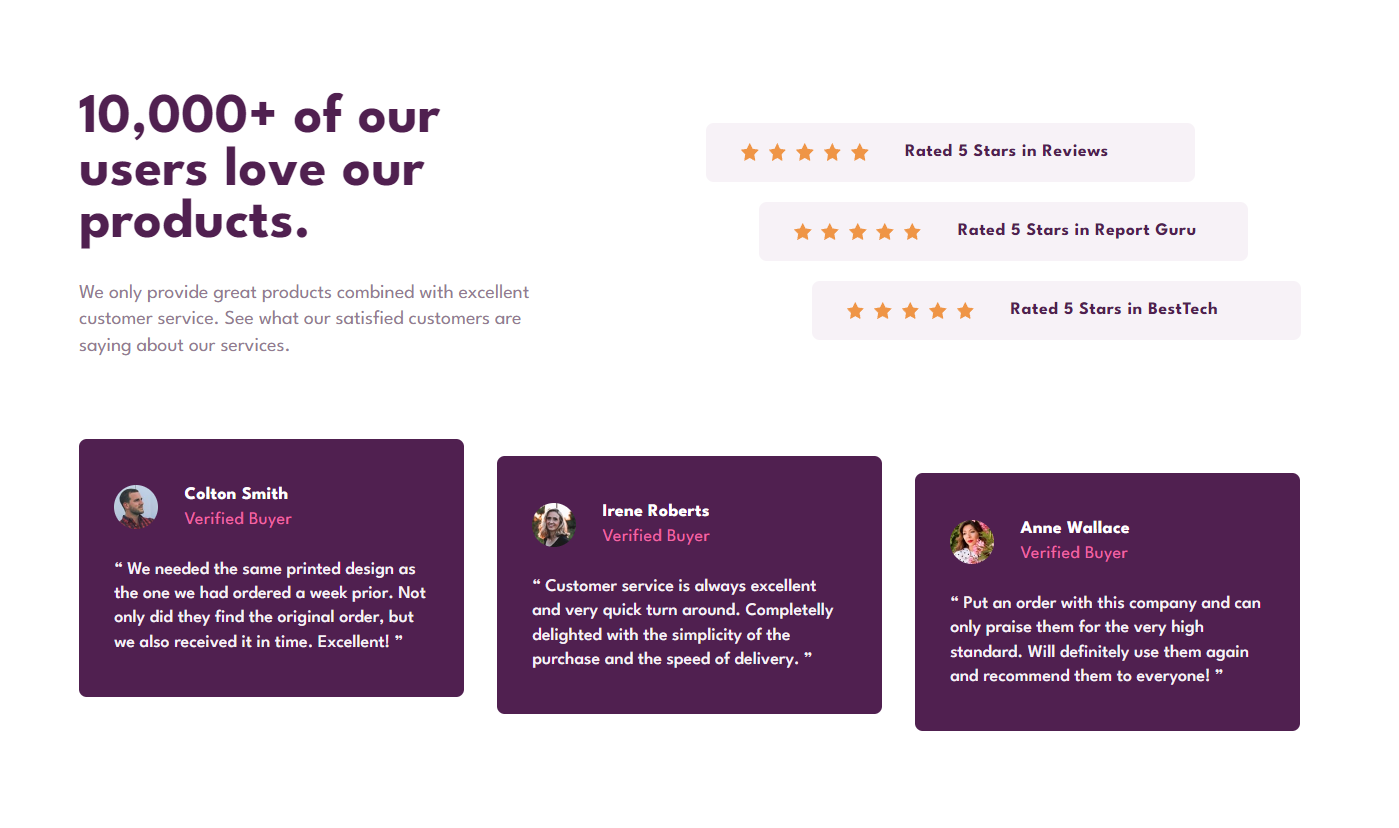 10,000+ of our
users love our
products.
We only provide great products combined with excellent
customer service. See what our satisfied customers are
saying about our services.
Rated 5 Stars in Reviews
Rated 5 Stars in Report Guru
Rated 5 Stars in BestTech
Colton Smith
Verified Buyer
“ We needed the same printed design as
the one we had ordered a week prior. Not
only did they find the original order, but
we also received it in time. Excellent! ”
Irene Roberts
Verified Buyer
“ Customer service is always excellent
and very quick turn around. Completelly
delighted with the simplicity of the
purchase and the speed of delivery. ”
Anne Wallace
Verified Buyer
“ Put an order with this company and can
only praise them for the very high
standard. Will definitely use them again
and recommend them to everyone! ”